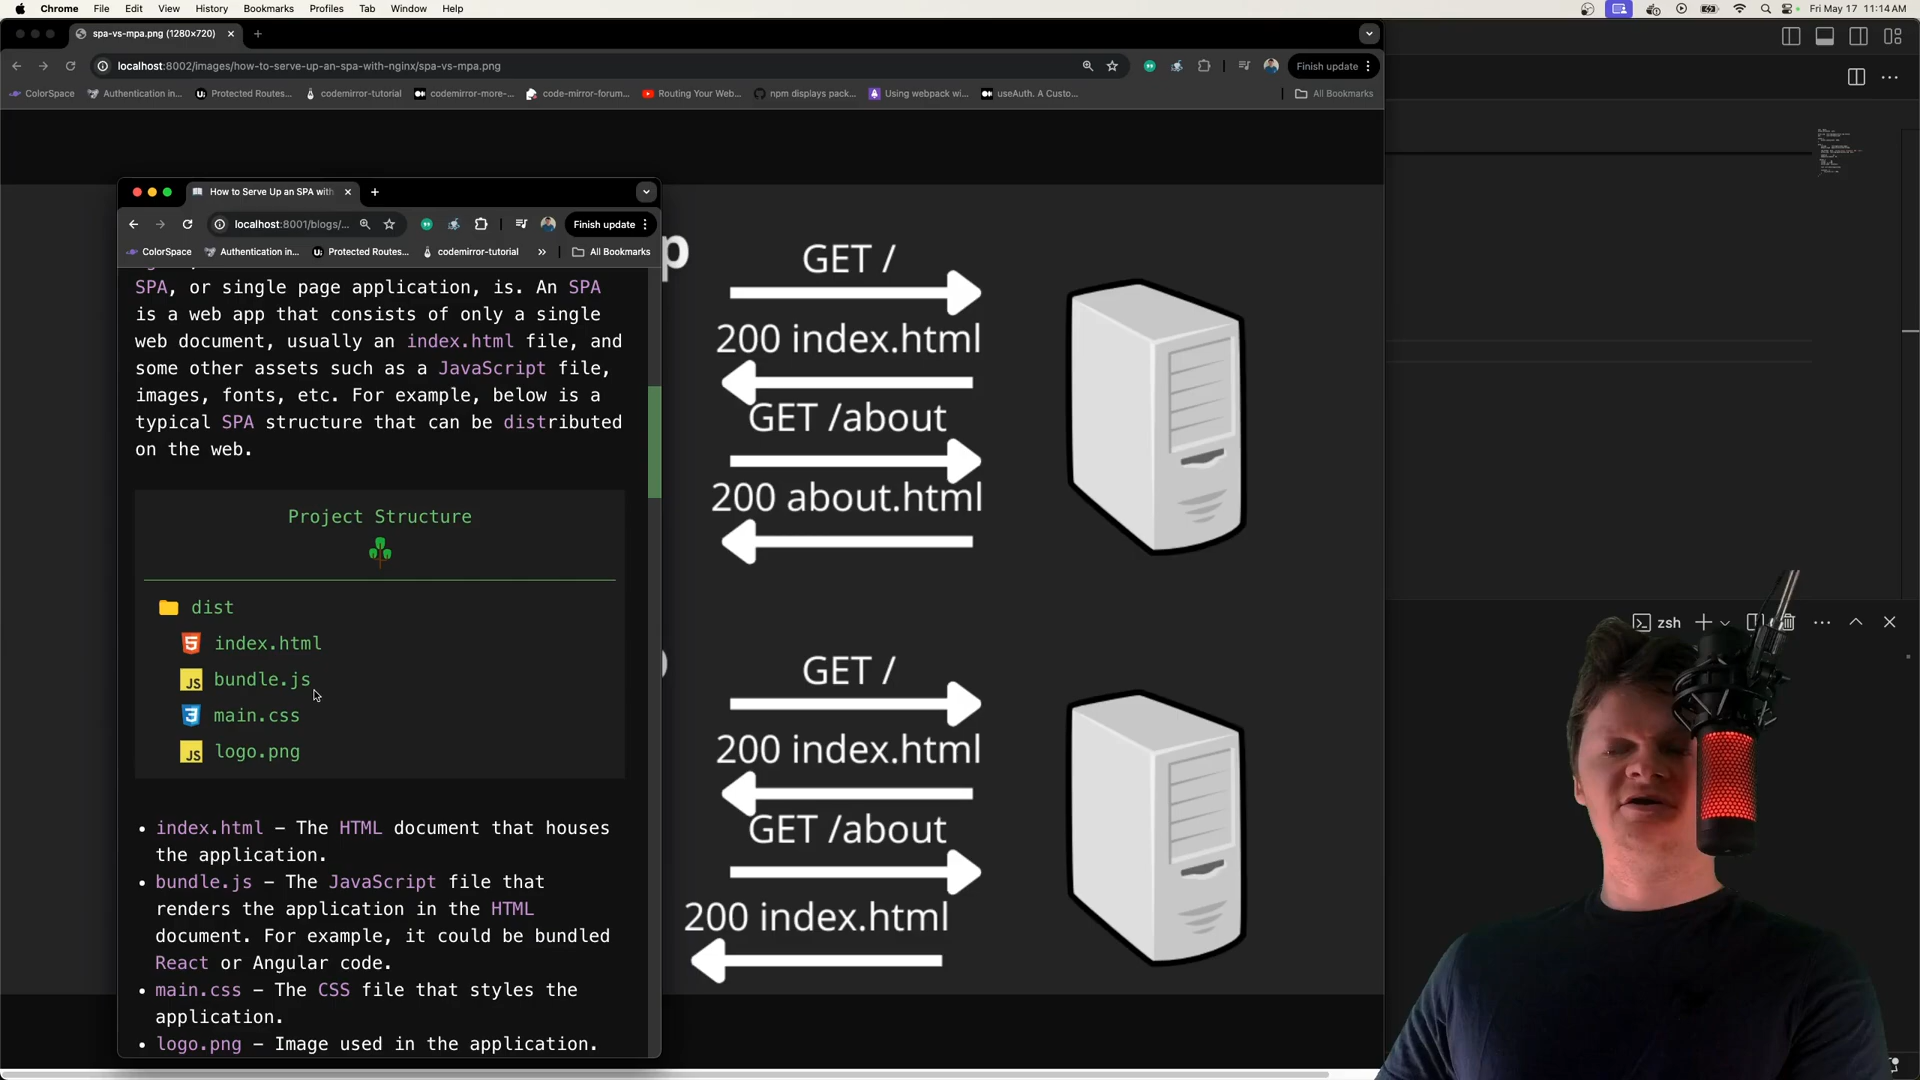 Chrome File Edit View History Bookmarks Profiles Tab Window Help
Fri May 17 11:14 AM
spa-vs-mpa.png (1280×720)
localhost:8002/images/how-to-serve-up-an-spa-with-nginx/spa-vs-mpa.png
Finish update
ColorSpace Authentication in... Protected Routes... codemirror-tutorial codemirror-more-... code-mirror-forum... Routing Your Web... npm displays pack... Using webpack wi... useAuth. A Custo... All Bookmarks
How to Serve Up an SPA with
localhost:8001/blogs/...
Finish update
ColorSpace Authentication in... Protected Routes... codemirror-tutorial » All Bookmarks
SPA, or single page application, is. An SPA
is a web app that consists of only a single
web document, usually an index.html file, and
some other assets such as a JavaScript file,
images, fonts, etc. For example, below is a
typical SPA structure that can be distributed
on the web.
Project Structure
dist
index.html
bundle.js
main.css
logo.png
• index.html – The HTML document that houses
the application.
• bundle.js – The JavaScript file that
renders the application in the HTML
document. For example, it could be bundled
React or Angular code.
• main.css – The CSS file that styles the
application.
• logo.png – Image used in the application.
p
GET /
200 index.html
GET /about
200 about.html
GET /
200 index.html
GET /about
200 index.html
zsh